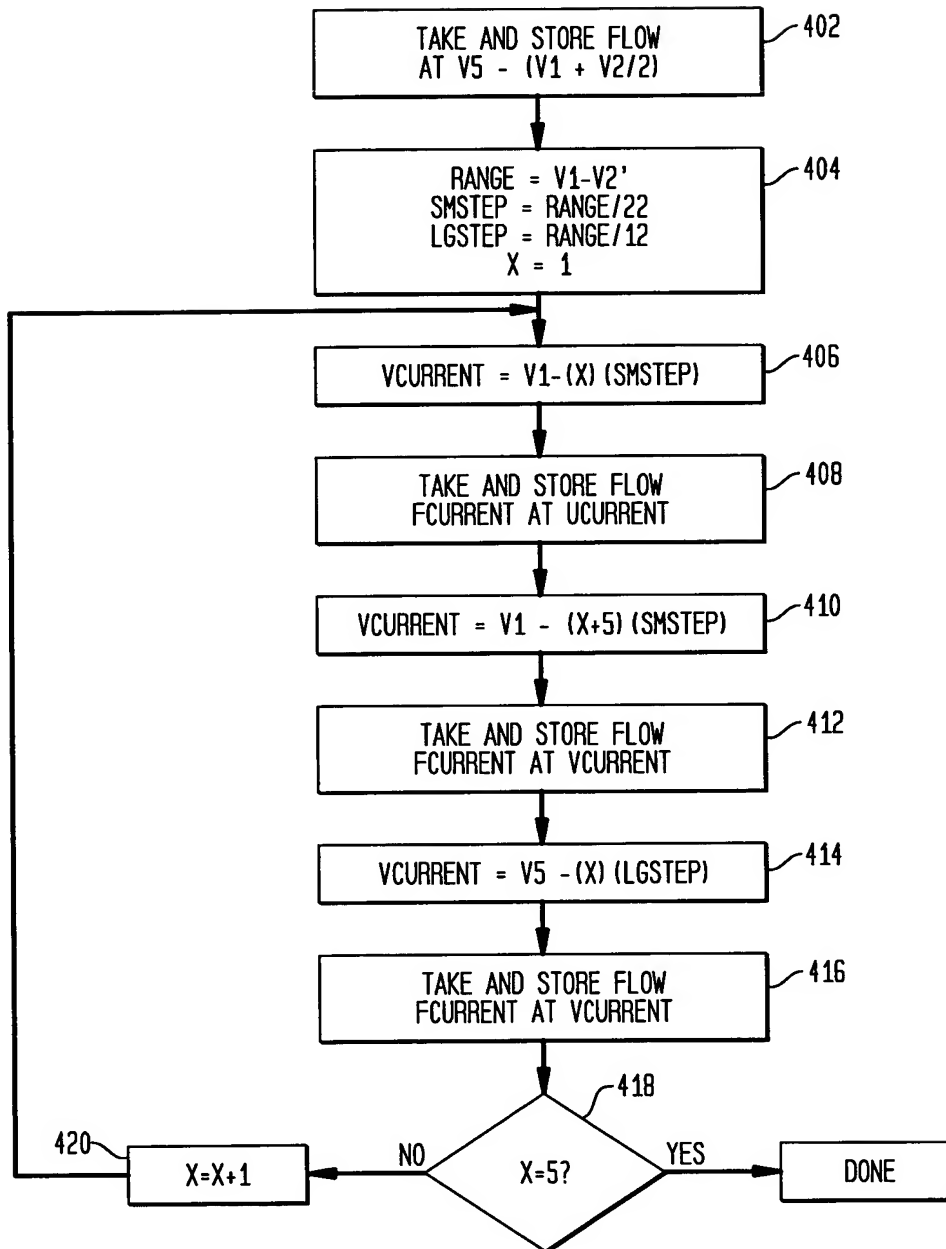 TAKE AND STORE FLOW
AT V5 - (V1 + V2/2)
402
RANGE = V1-V2'
SMSTEP = RANGE/22
LGSTEP = RANGE/12
X = 1
404
VCURRENT = V1-(X)(SMSTEP)
406
TAKE AND STORE FLOW
FCURRENT AT UCURRENT
408
VCURRENT = V1 - (X+5)(SMSTEP)
410
TAKE AND STORE FLOW
FCURRENT AT VCURRENT
412
VCURRENT = V5 -(X)(LGSTEP)
414
TAKE AND STORE FLOW
FCURRENT AT VCURRENT
416
418
X=5?
NO
YES
420
X=X+1
DONE